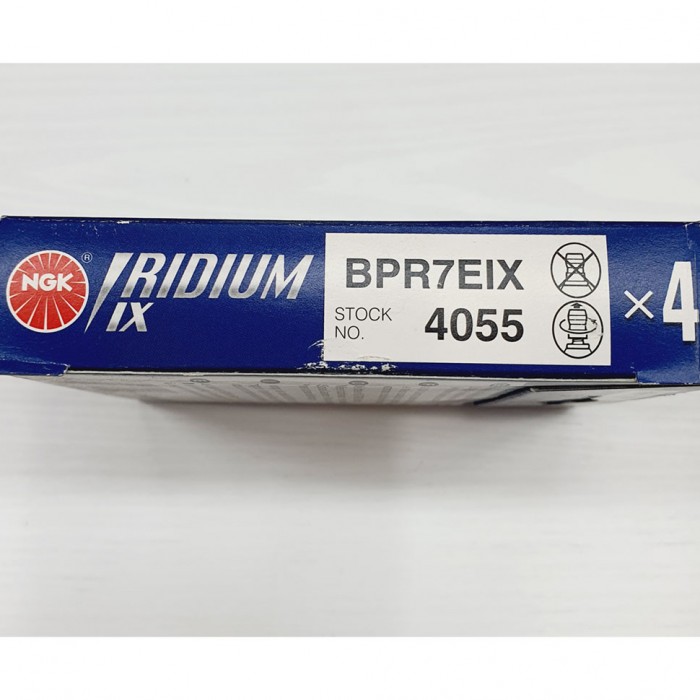 NGK
®
IRIDIUM
IX
BPR7EIX
STOCK
NO. 4055
×4